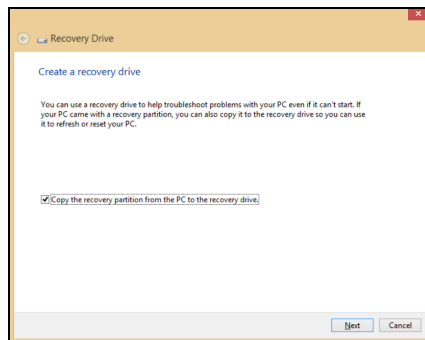 Recovery Drive
Create a recovery drive
You can use a recovery drive to help troubleshoot problems with your PC even if it can't start. If
your PC came with a recovery partition, you can also copy it to the recovery drive so you can use
it to refresh or reset your PC.
Copy the recovery partition from the PC to the recovery drive.
Next Cancel